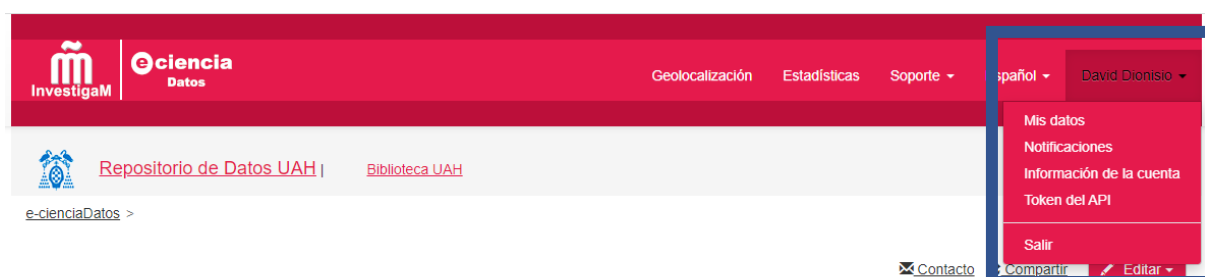 InvestigaM
eciencia
Datos
Geolocalización Estadísticas Soporte spañol David Dionisio
Mis datos
Notificaciones
Información de la cuenta
Token del API
Salir
Repositorio de Datos UAH | Biblioteca UAH
e-cienciaDatos >
Contacto Compartir Editar